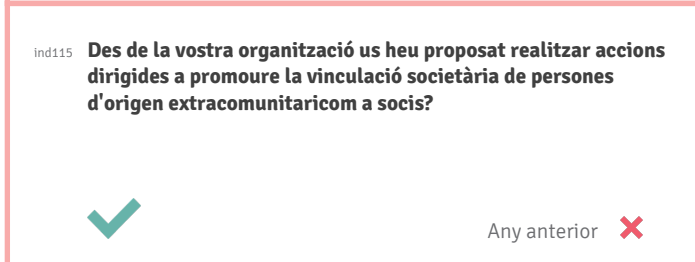 ind115 Des de la vostra organització us heu proposat realitzar accions
dirigides a promoure la vinculació societària de persones
d'origen extracomunitaricom a socis?
Any anterior